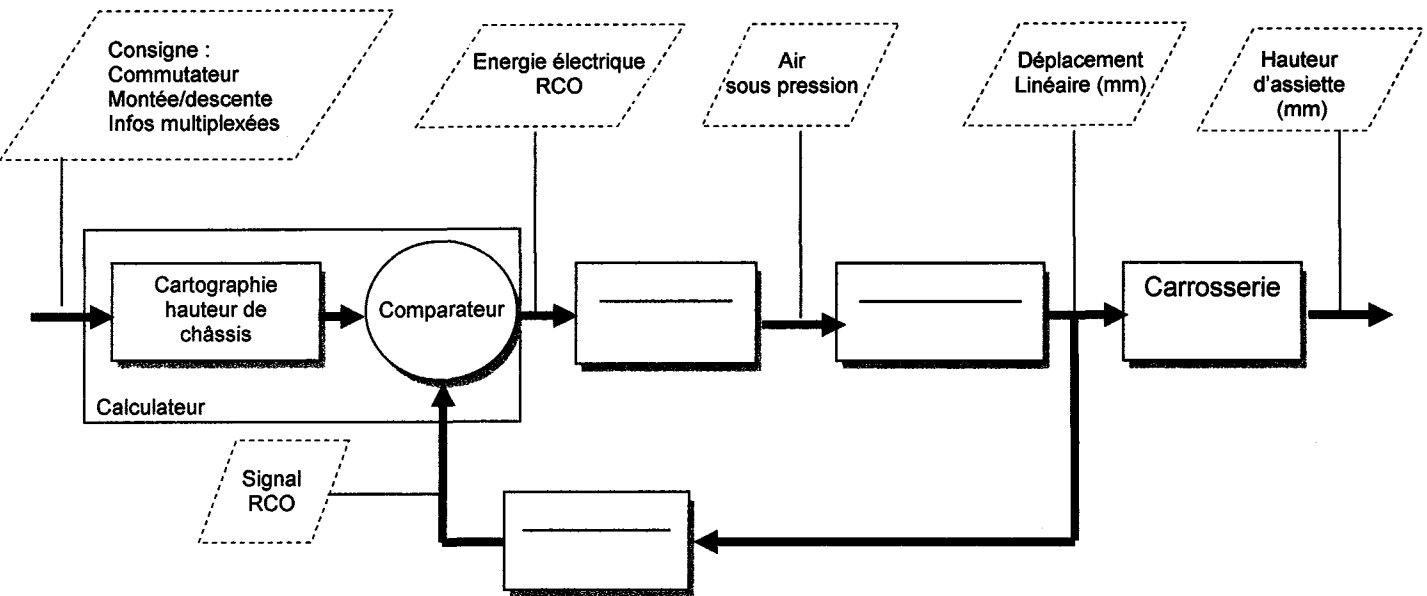 Consigne :
Commutateur
Montée/descente
Infos multiplexées
Energie électrique
RCO
Air
sous pression
Déplacement
Linéaire (mm)
Hauteur
d'assiette
(mm)
Cartographie
hauteur de
châssis
Comparateur
Carrosserie
Calculateur
Signal
RCO